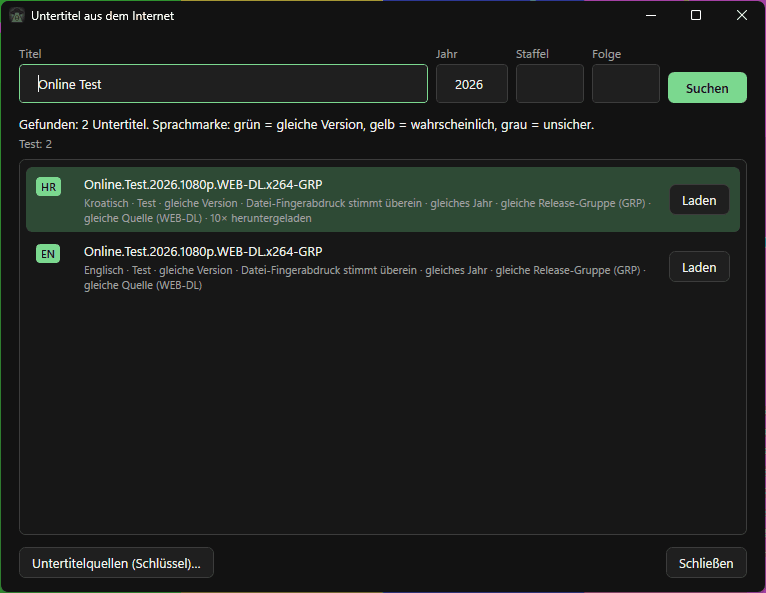 Untertitel aus dem Internet
Titel Jahr Staffel Folge
Online Test 2026 Suchen
Gefunden: 2 Untertitel. Sprachmarke: grün = gleiche Version, gelb = wahrscheinlich, grau = unsicher.
Test: 2
HR Online.Test.2026.1080p.WEB-DL.x264-GRP
Kroatisch · Test · gleiche Version · Datei-Fingerabdruck stimmt überein · gleiches Jahr · gleiche Release-Gruppe (GRP) ·
gleiche Quelle (WEB-DL) · 10× heruntergeladen
Laden
EN Online.Test.2026.1080p.WEB-DL.x264-GRP
Englisch · Test · gleiche Version · Datei-Fingerabdruck stimmt überein · gleiches Jahr · gleiche Release-Gruppe (GRP) ·
gleiche Quelle (WEB-DL)
Laden
Untertitelquellen (Schlüssel)... Schließen